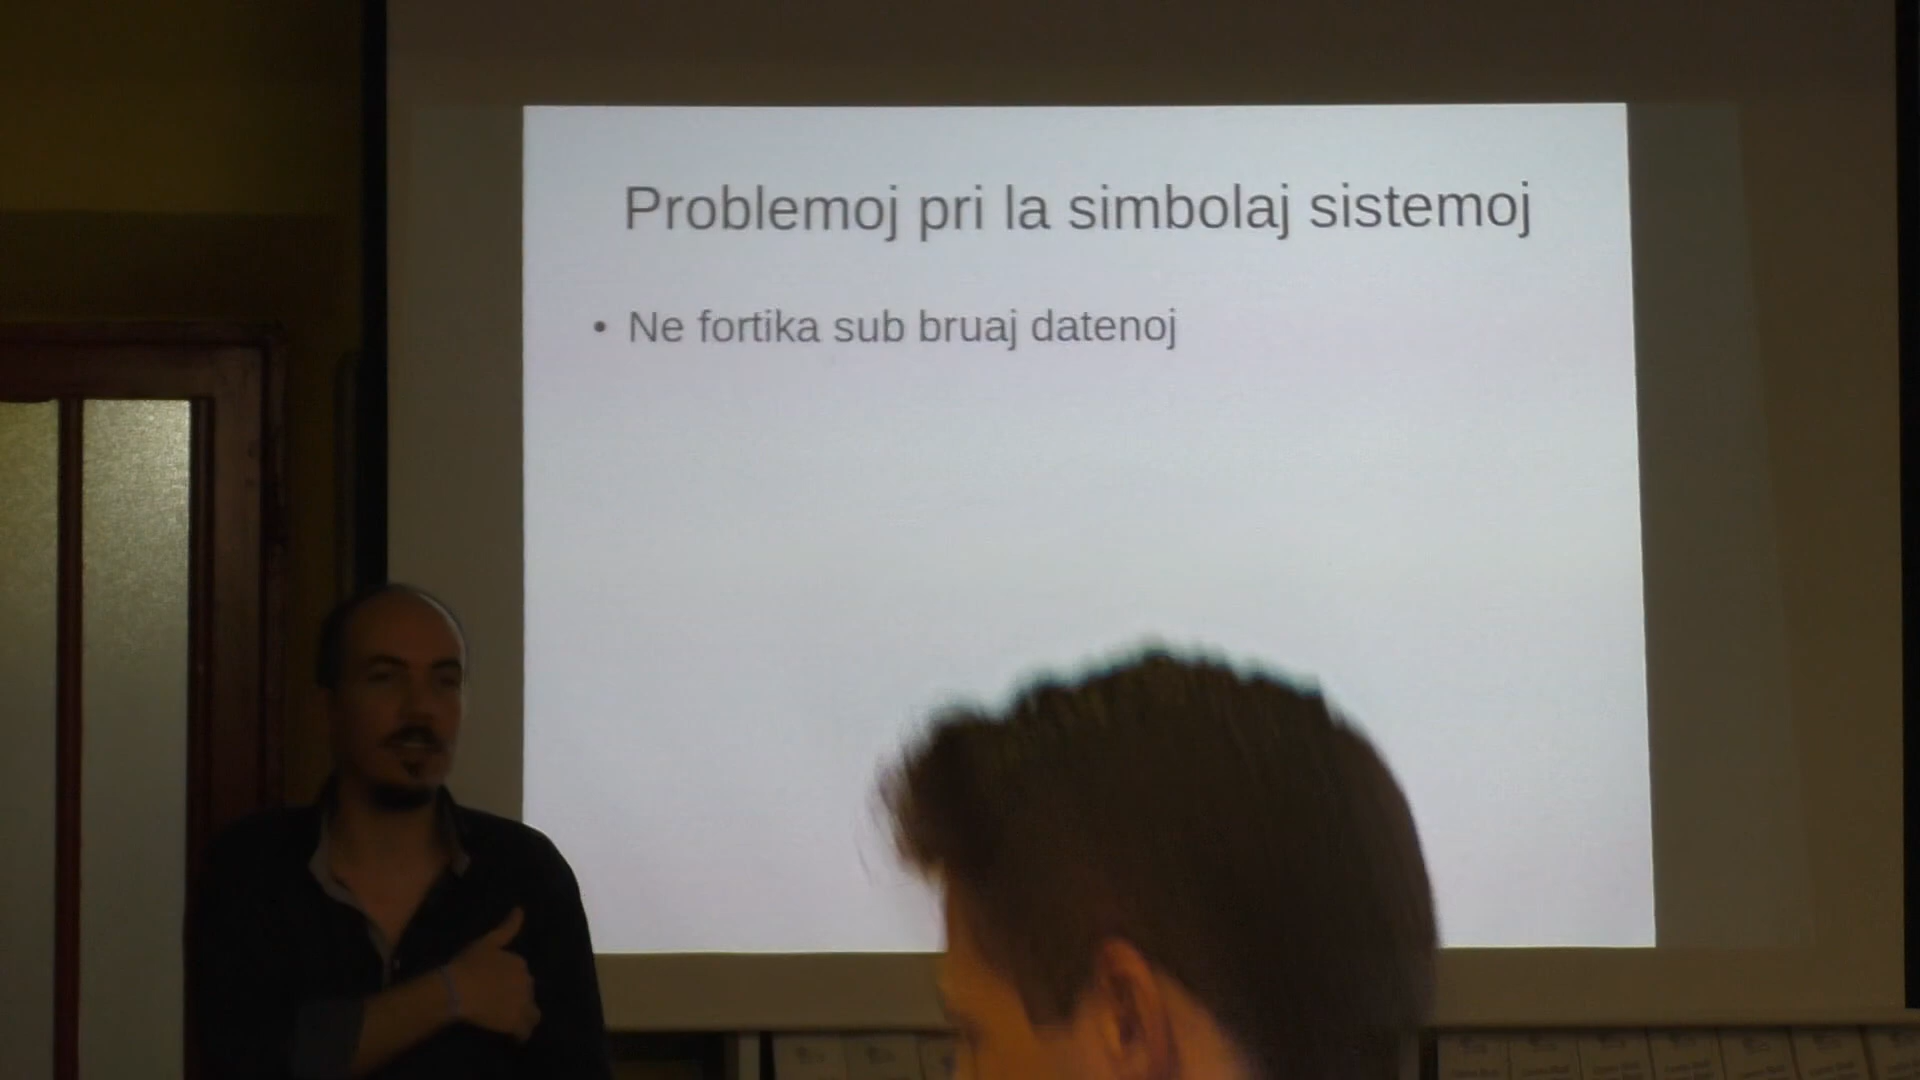 Problemoj pri la simbolaj sistemoj
• Ne fortika sub bruaj datenoj